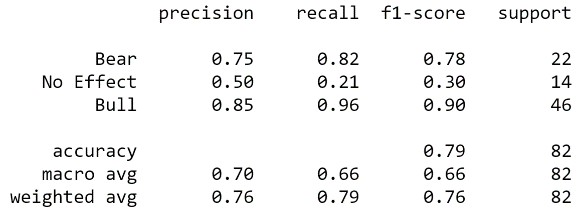 precision recall f1-score support
Bear 0.75 0.82 0.78 22
No Effect 0.50 0.21 0.30 14
Bull 0.85 0.96 0.90 46
accuracy 0.79 82
macro avg 0.70 0.66 0.66 82
weighted avg 0.76 0.79 0.76 82